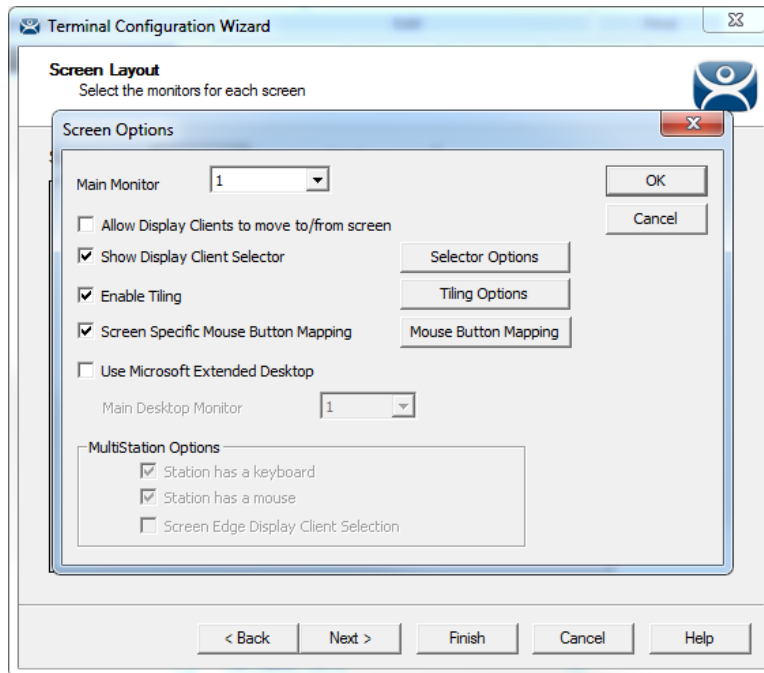 Terminal Configuration Wizard
Screen Layout
Select the monitors for each screen
Screen Options
Main Monitor 1
OK
Allow Display Clients to move to/from screen
Cancel
Show Display Client Selector
Selector Options
Enable Tiling
Tiling Options
Screen Specific Mouse Button Mapping
Mouse Button Mapping
Use Microsoft Extended Desktop
Main Desktop Monitor 1
MultiStation Options
Station has a keyboard
Station has a mouse
Screen Edge Display Client Selection
< Back
Next >
Finish
Cancel
Help